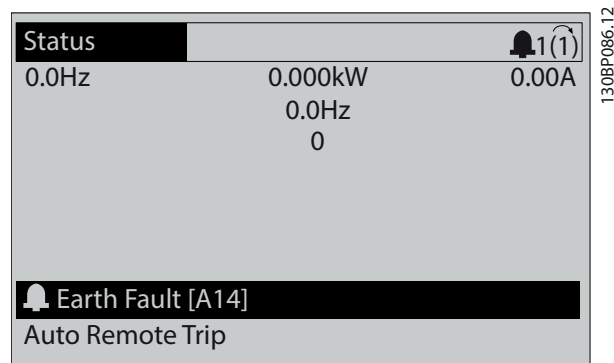 Status 1(1)
0.0Hz 0.000kW 0.00A
0.0Hz
0
Earth Fault [A14]
Auto Remote Trip
130BP086.12